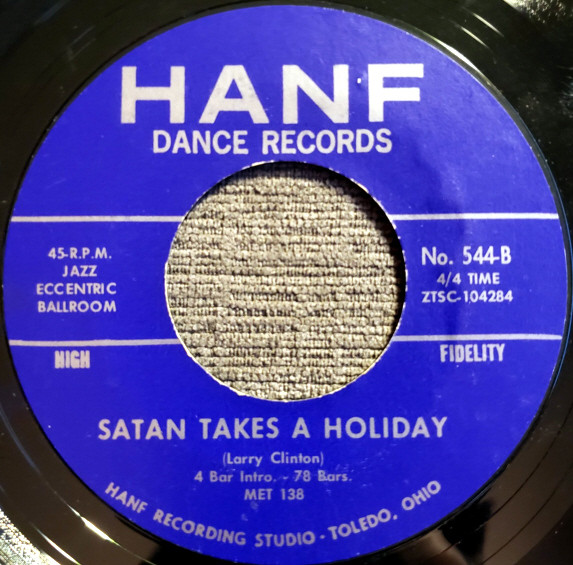 HANF
DANCE RECORDS
45-R.P.M.
JAZZ
ECCENTRIC
BALLROOM
No. 544-B
4/4 TIME
ZTSC-104284
HIGH
FIDELITY
SATAN TAKES A HOLIDAY
(Larry Clinton)
4 Bar Intro. - 78 Bars.
MET 138
HANF RECORDING STUDIO - TOLEDO, OHIO